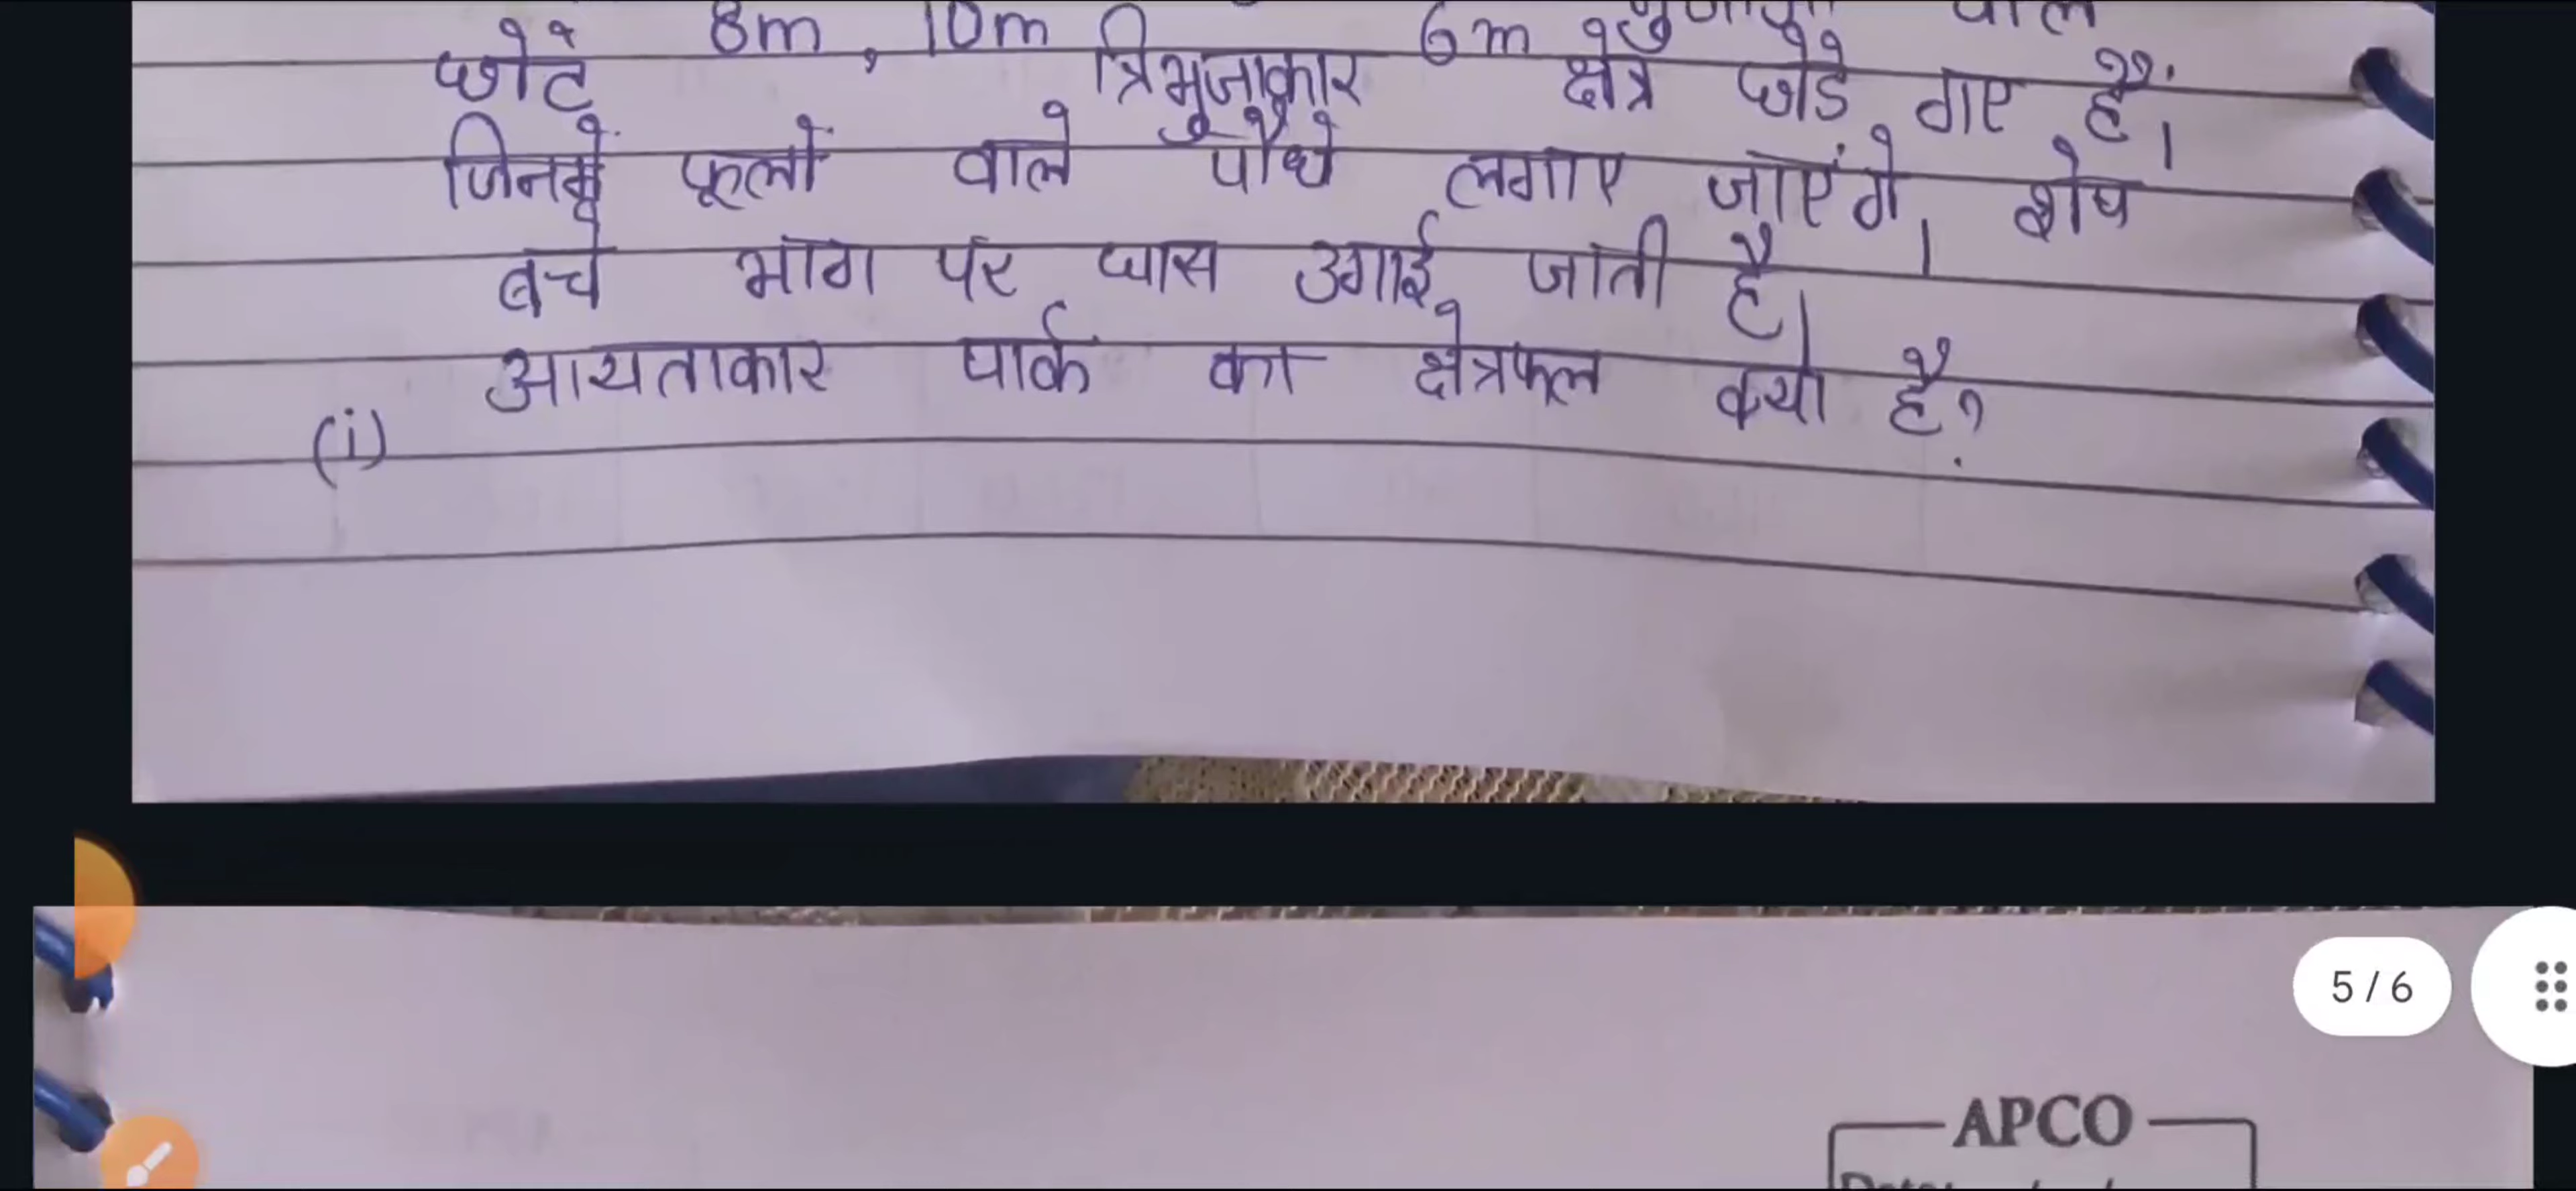 8m, 10m 6m
छोटे त्रिभुजाकार क्षेत्र छोडे गए हैं।
जिनमें फूलों वाले पौधे लगाए जाएंगे। शेष
बचे भाग पर घास उगाई जाती है।
(i) आयताकार पार्क का क्षेत्रफल क्या है?
5 / 6
APCO